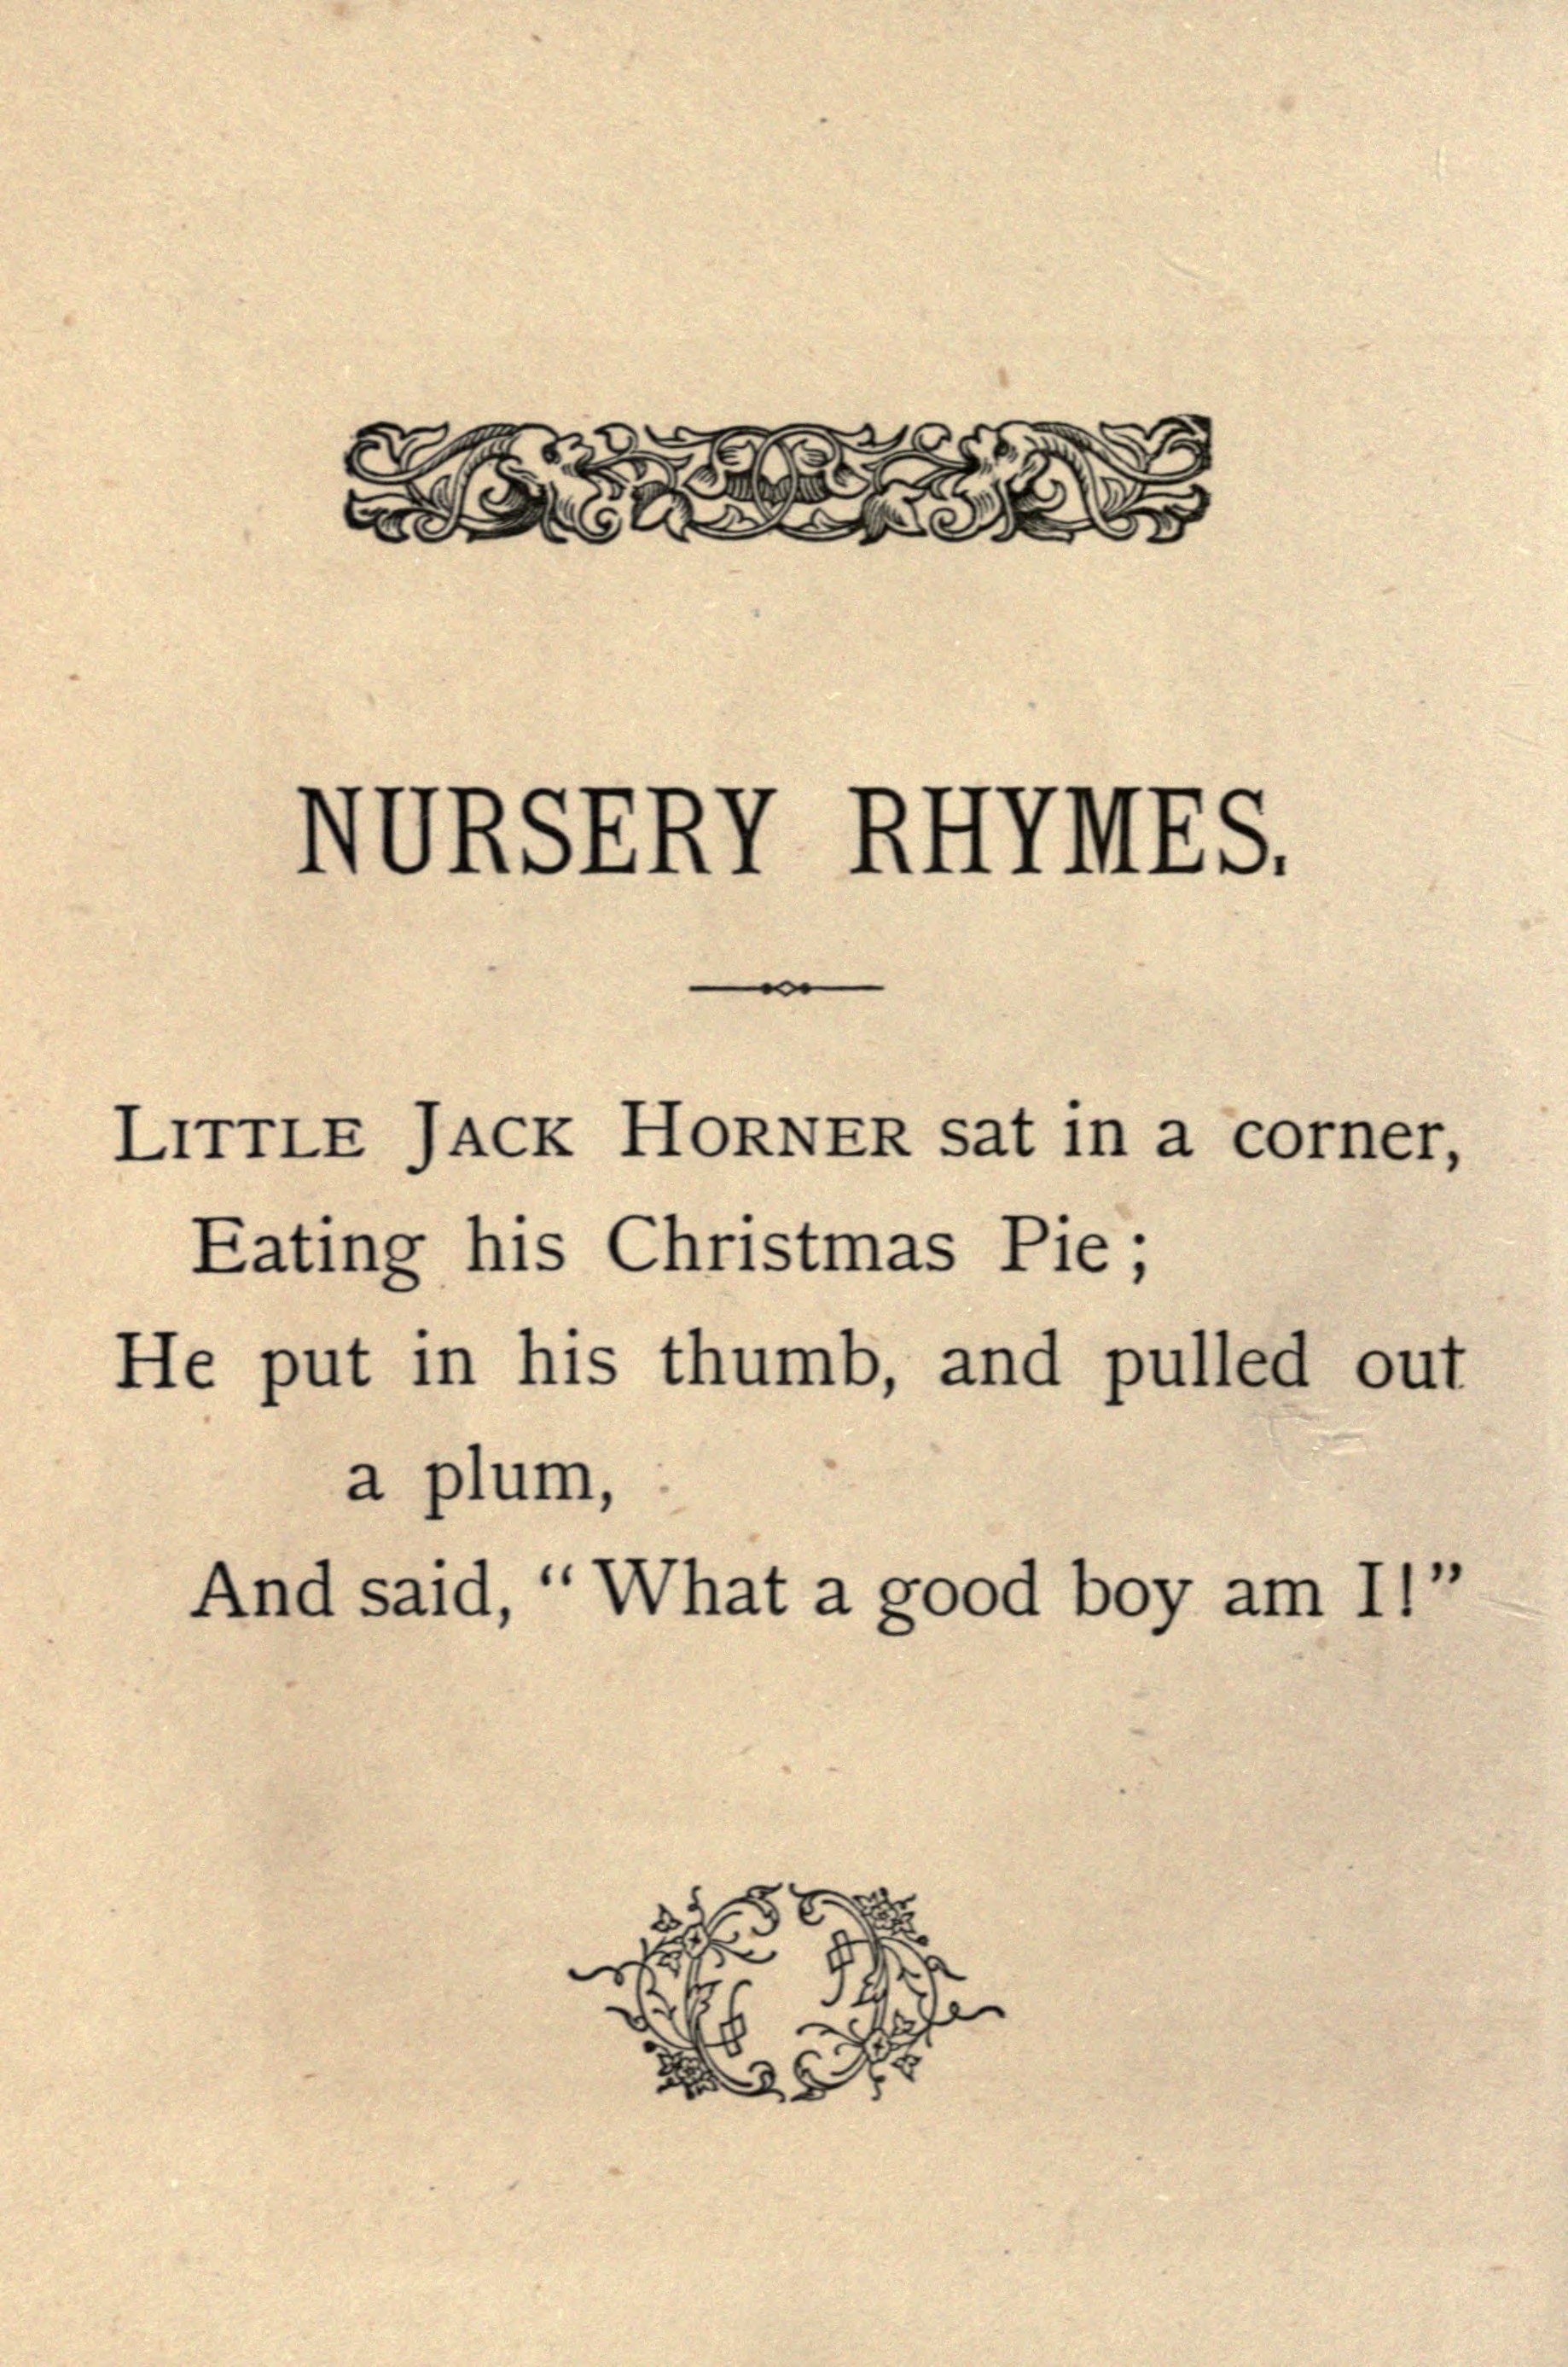 NURSERY RHYMES.
LITTLE JACK HORNER sat in a corner,
Eating his Christmas Pie;
He put in his thumb, and pulled out
a plum,
And said, “What a good boy am I!”